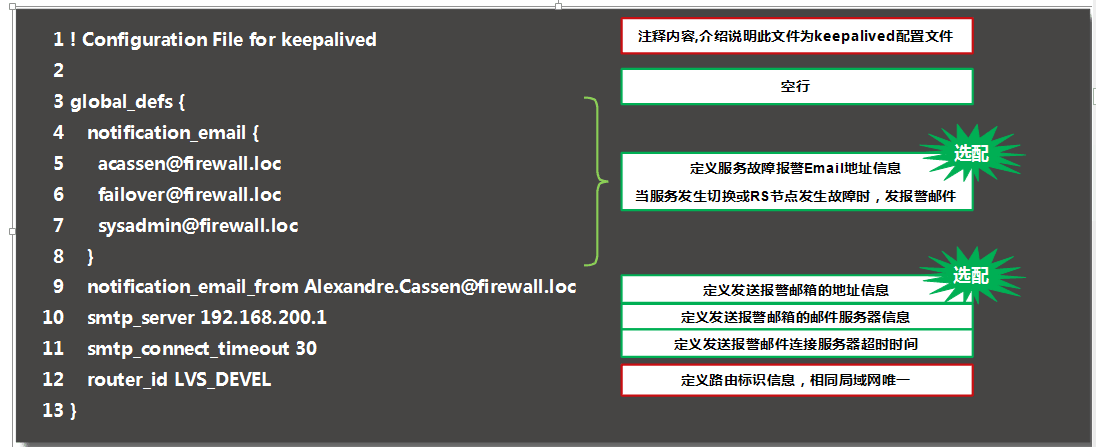 1 ! Configuration File for keepalived
注释内容,介绍说明此文件为keepalived配置文件
2
空行
3 global_defs {
4 notification_email {
选配
5 acassen@firewall.loc
定义服务故障报警Email地址信息
6 failover@firewall.loc
当服务发生切换或RS节点发生故障时，发报警邮件
7 sysadmin@firewall.loc
8 }
选配
9 notification_email_from Alexandre.Cassen@firewall.loc
定义发送报警邮箱的地址信息
10 smtp_server 192.168.200.1
定义发送报警邮箱的邮件服务器信息
11 smtp_connect_timeout 30
定义发送报警邮件连接服务器超时时间
12 router_id LVS_DEVEL
定义路由标识信息，相同局域网唯一
13 }